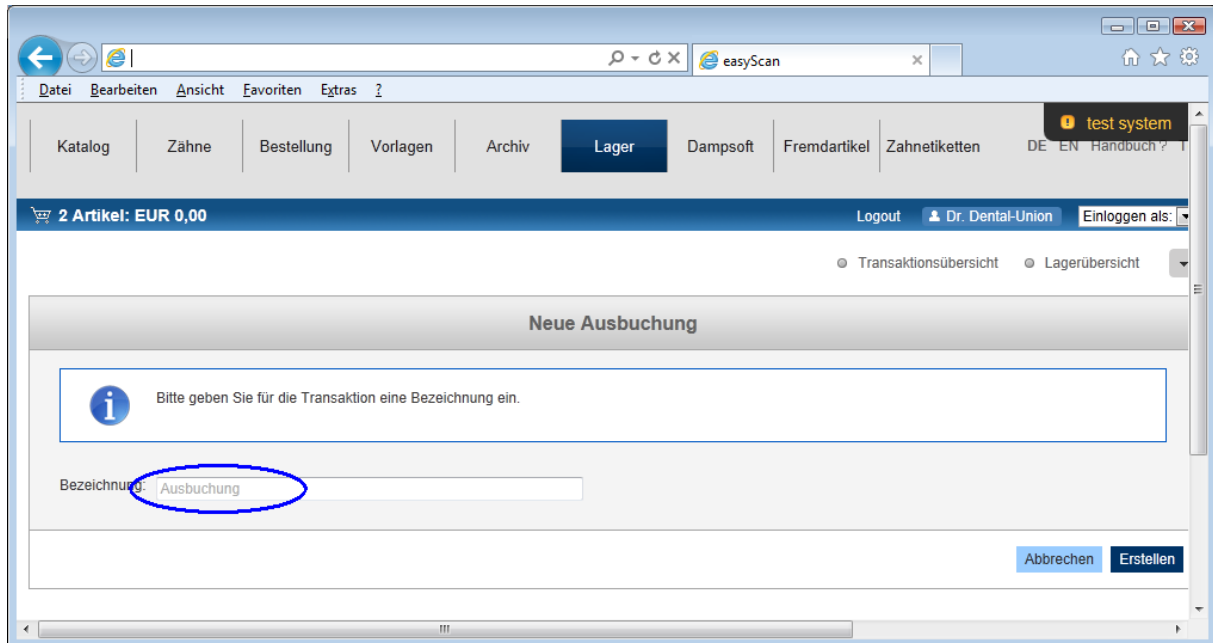 easyScan
Datei Bearbeiten Ansicht Favoriten Extras ?
test system
Katalog Zähne Bestellung Vorlagen Archiv Lager Dampsoft Fremdartikel Zahnetiketten DE EN Handbuch ?
2 Artikel: EUR 0,00 Logout Dr. Dental-Union Einloggen als:
Transaktionsübersicht Lagerübersicht
Neue Ausbuchung
Bitte geben Sie für die Transaktion eine Bezeichnung ein.
Bezeichnung: Ausbuchung
Abbrechen Erstellen